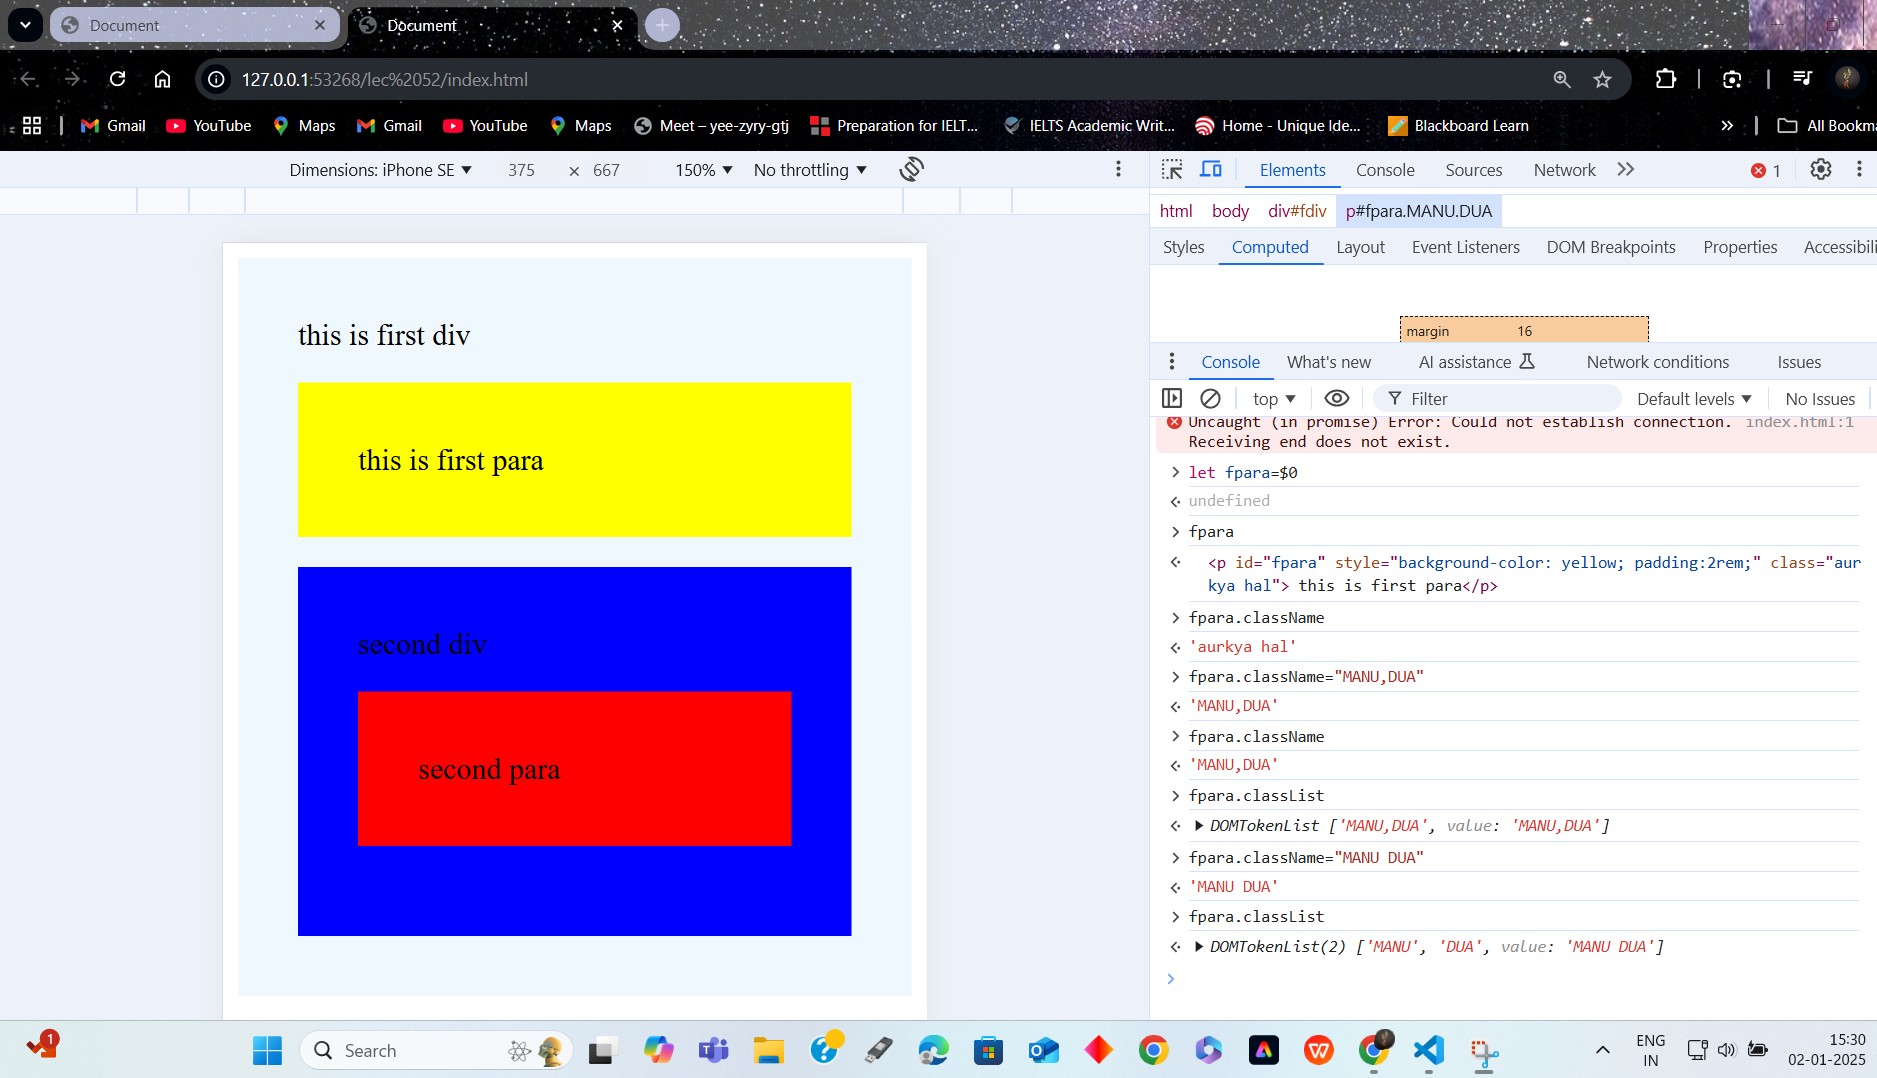 Document
Document
127.0.0.1:53268/lec%2052/index.html
Gmail YouTube Maps Gmail YouTube Maps Meet – yee-zyry-gtj Preparation for IELT... IELTS Academic Writ... Home - Unique Ide... Blackboard Learn » All Bookma
Dimensions: iPhone SE ▼ 375 × 667 150% ▼ No throttling ▼
Elements Console Sources Network 1
html body div#fdiv p#fpara.MANU.DUA
Styles Computed Layout Event Listeners DOM Breakpoints Properties Accessibili
margin 16
Console What's new AI assistance Network conditions Issues
top ▼ Filter Default levels ▼ No Issues
Uncaught (in promise) Error: Could not establish connection. index.html:1
Receiving end does not exist.
let fpara=$0
undefined
fpara
<p id="fpara" style="background-color: yellow; padding:2rem;" class="aur
kya hal"> this is first para</p>
fpara.className
'aurkya hal'
fpara.className="MANU,DUA"
'MANU,DUA'
fpara.className
'MANU,DUA'
fpara.classList
DOMTokenList ['MANU,DUA', value: 'MANU,DUA']
fpara.className="MANU DUA"
'MANU DUA'
fpara.classList
DOMTokenList(2) ['MANU', 'DUA', value: 'MANU DUA']
this is first div
this is first para
second div
second para
1
Search
ENG
IN
15:30
02-01-2025